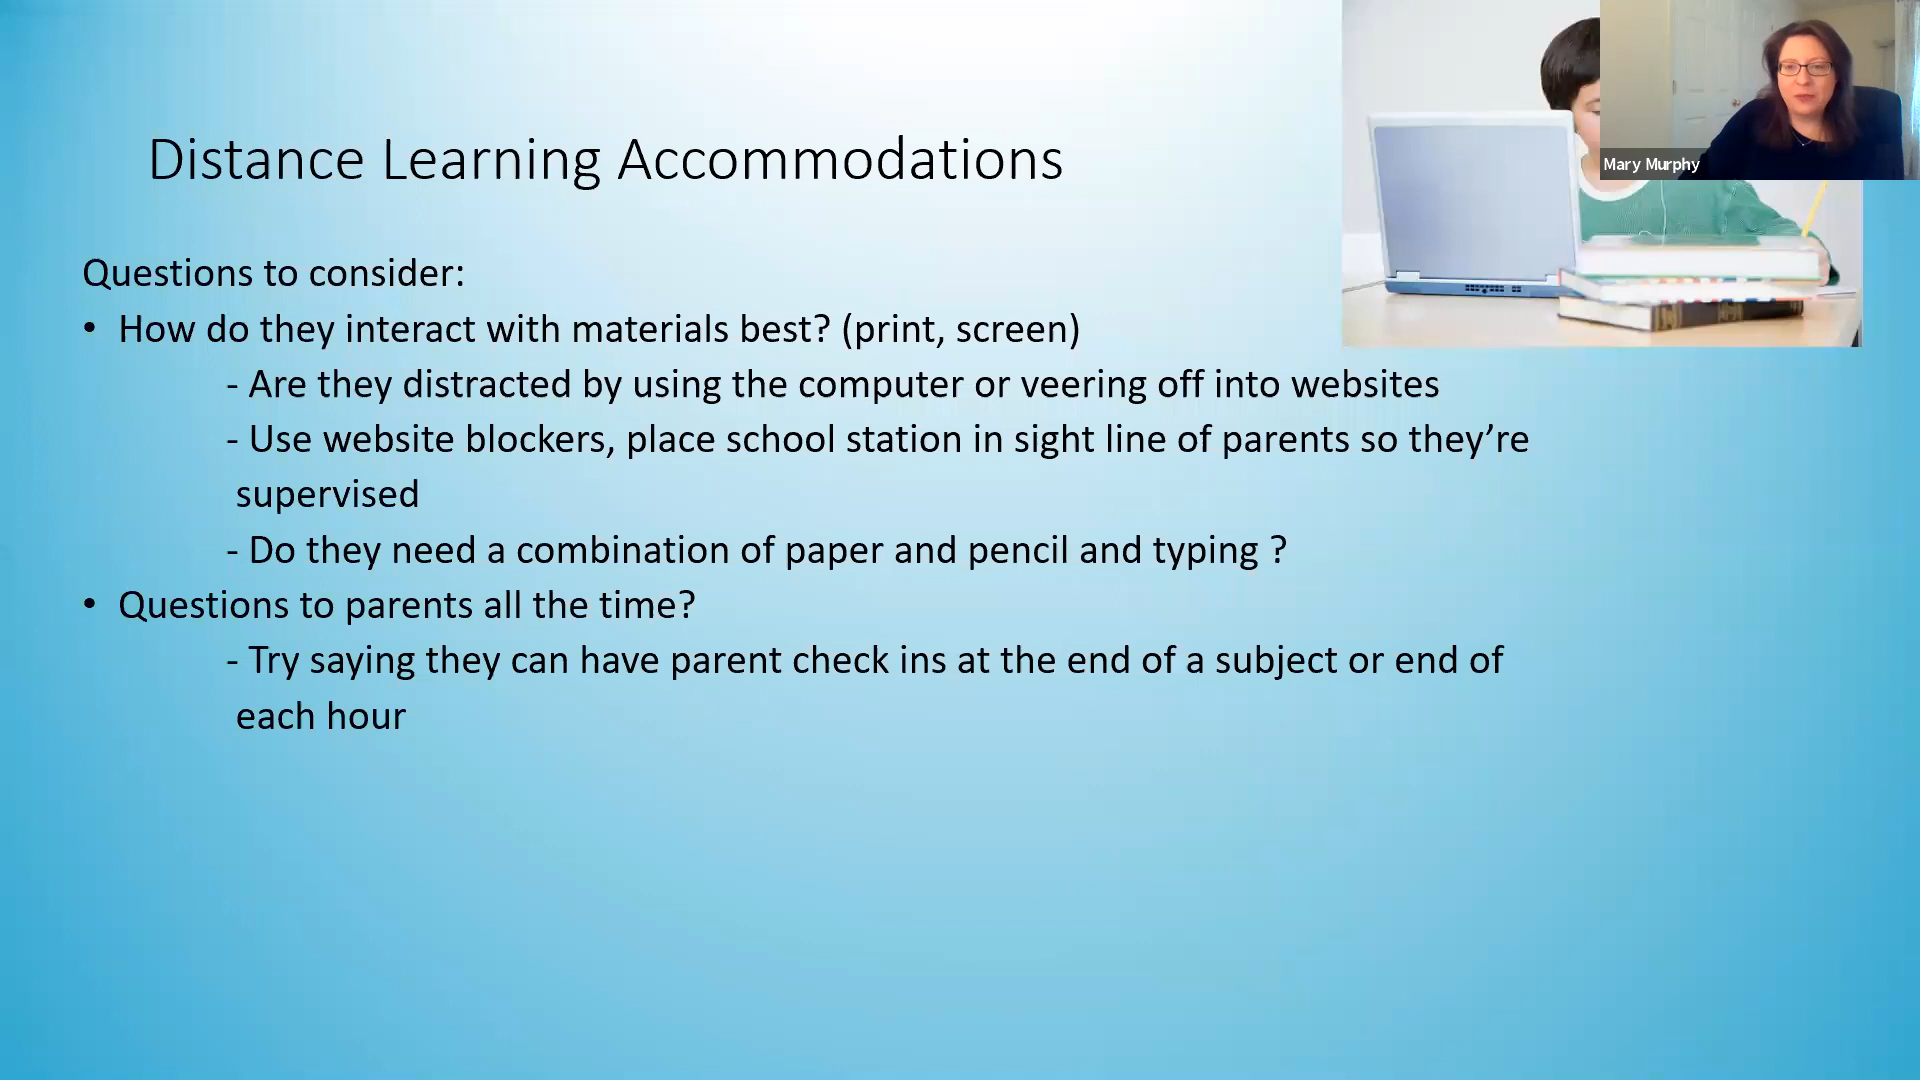 Mary Murphy
Distance Learning Accommodations
Questions to consider:
• How do they interact with materials best? (print, screen)
- Are they distracted by using the computer or veering off into websites
- Use website blockers, place school station in sight line of parents so they’re
supervised
- Do they need a combination of paper and pencil and typing ?
• Questions to parents all the time?
- Try saying they can have parent check ins at the end of a subject or end of
each hour